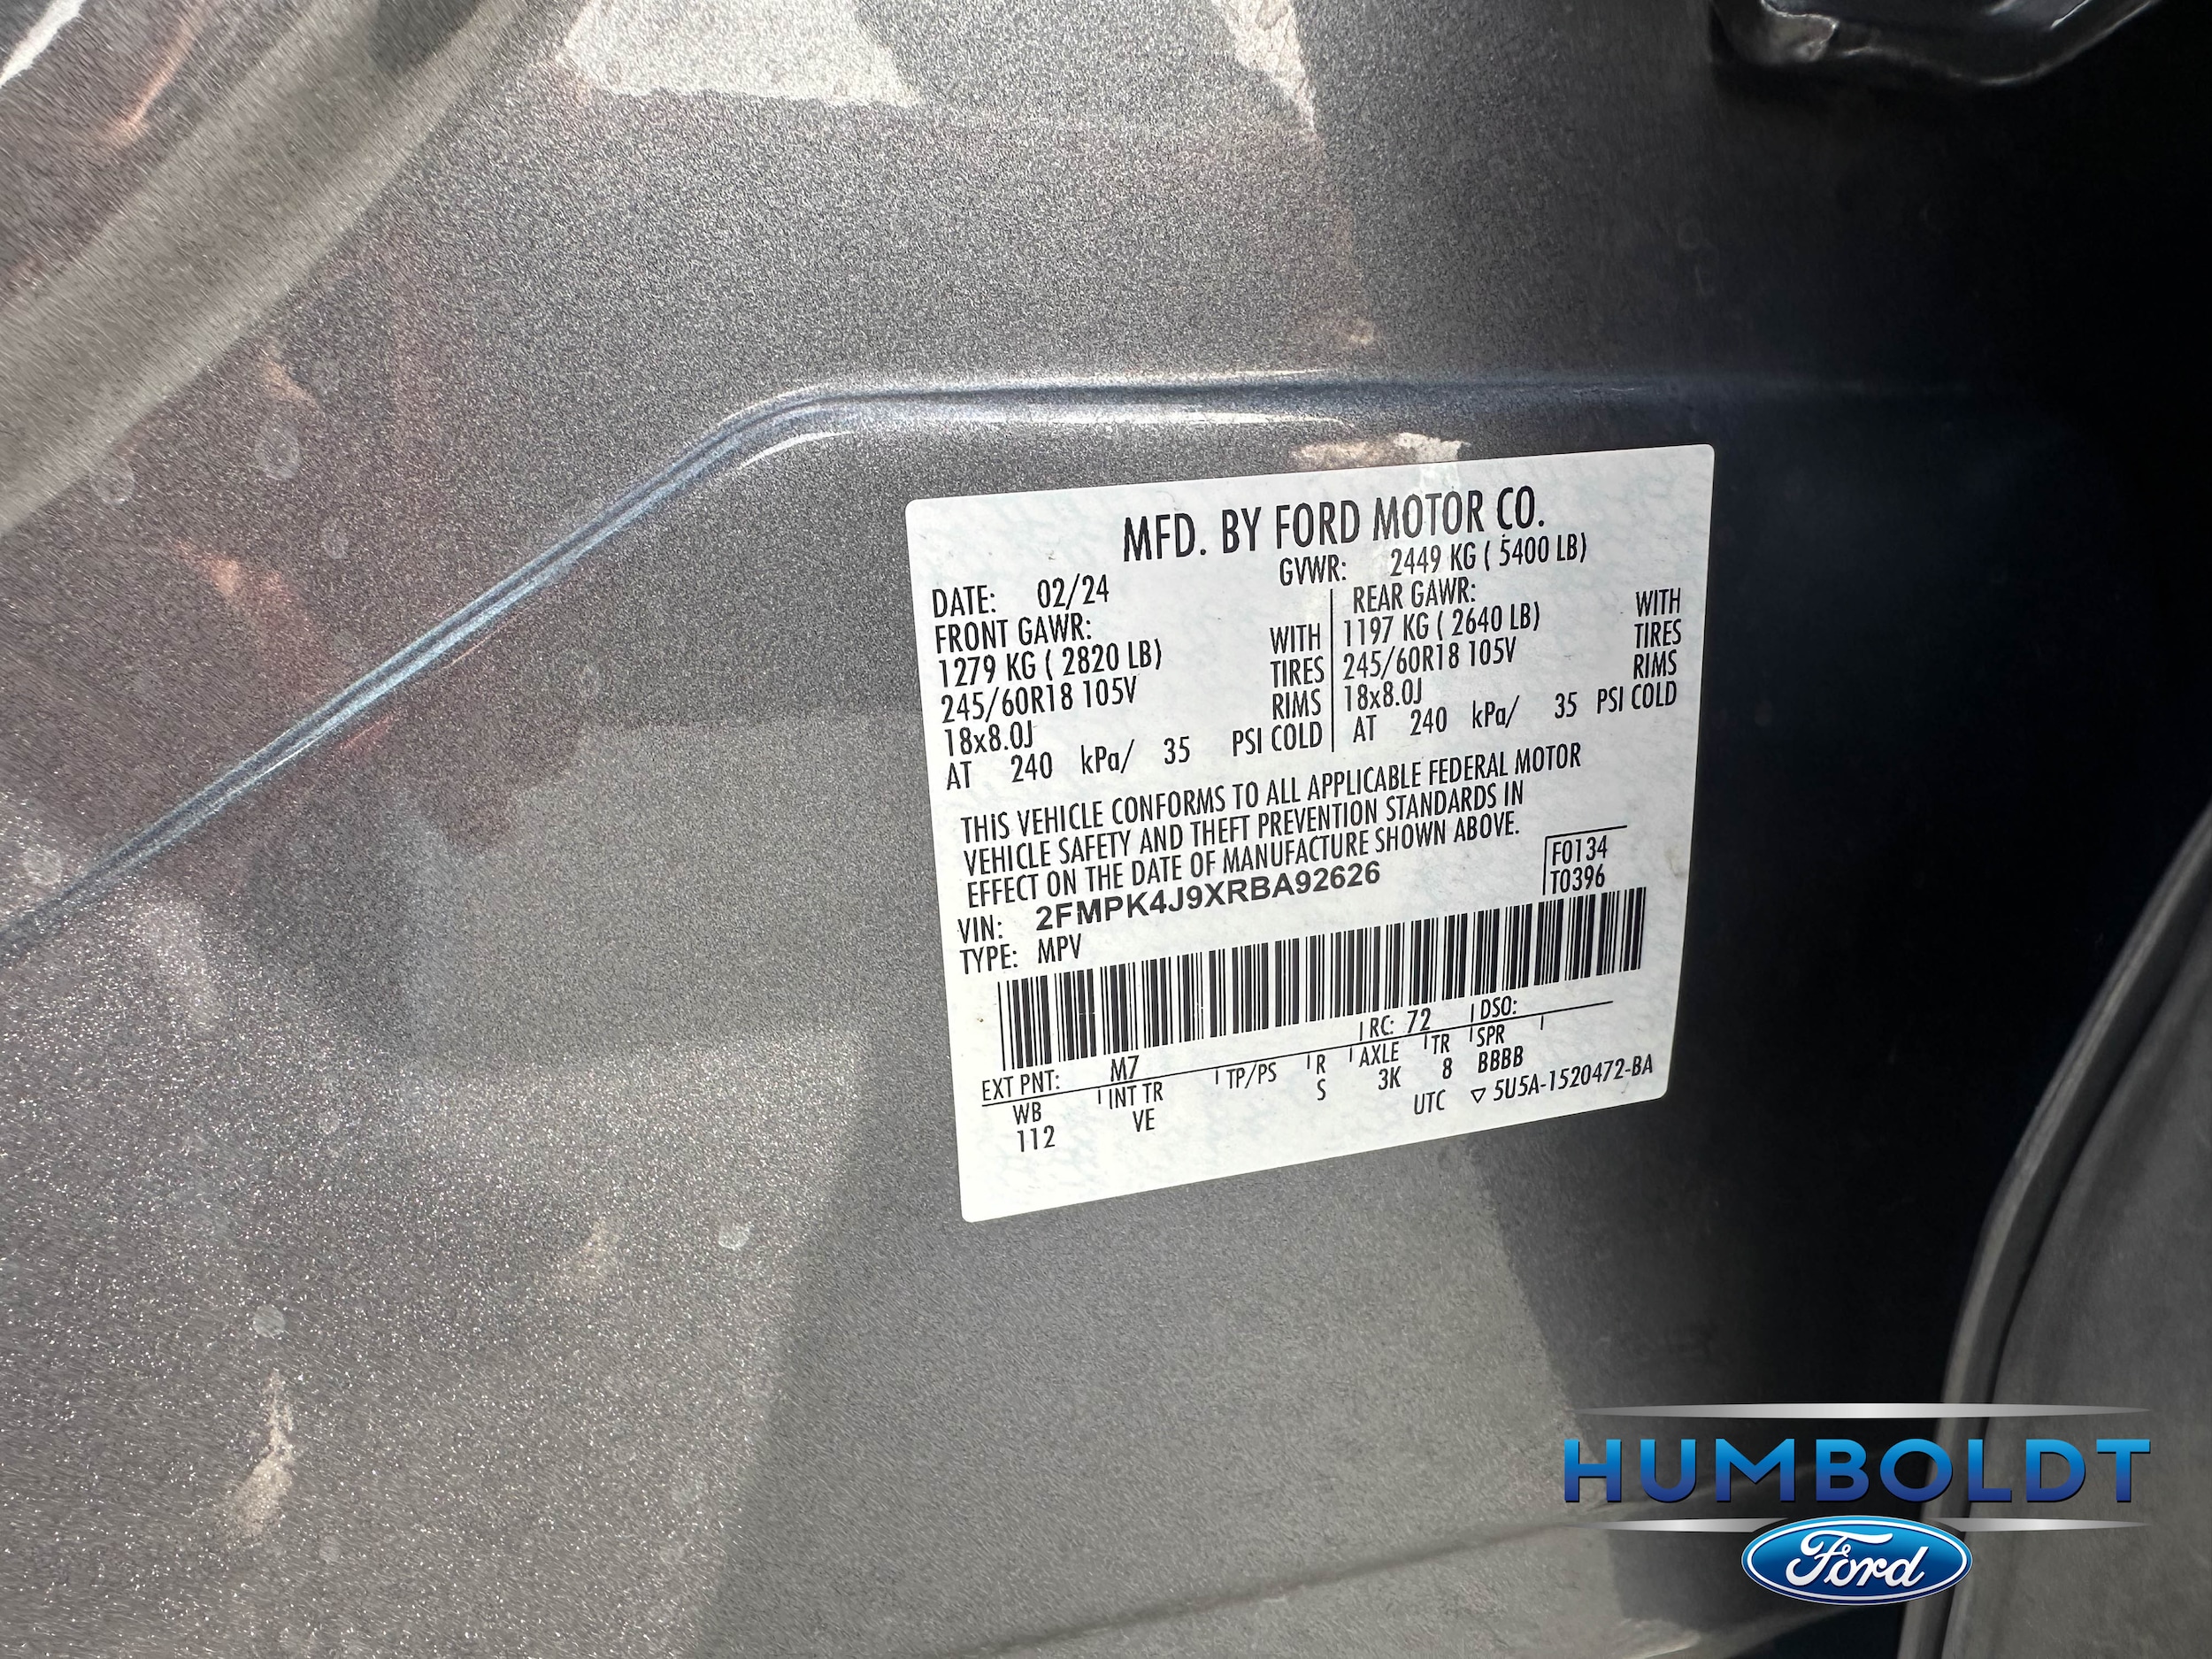 MFD. BY FORD MOTOR CO.
DATE: 02/24 GVWR: 2449 KG ( 5400 LB)
FRONT GAWR: REAR GAWR:
1279 KG ( 2820 LB) WITH 1197 KG ( 2640 LB) WITH
245/60R18 105V TIRES 245/60R18 105V TIRES
18x8.0J RIMS 18x8.0J RIMS
AT 240 kPa/ 35 PSI COLD AT 240 kPa/ 35 PSI COLD
THIS VEHICLE CONFORMS TO ALL APPLICABLE FEDERAL MOTOR
VEHICLE SAFETY AND THEFT PREVENTION STANDARDS IN
EFFECT ON THE DATE OF MANUFACTURE SHOWN ABOVE.
F0134
VIN: 2FMPK4J9XRBA92626 T0396
TYPE: MPV
EXT PNT: M7 RC: 72 DSO:
WB INT TR TP/PS R AXLE TR SPR
112 VE S 3K 8 BBBB
UTC ▽ 5U5A-1520472-BA
HUMBOLDT
Ford